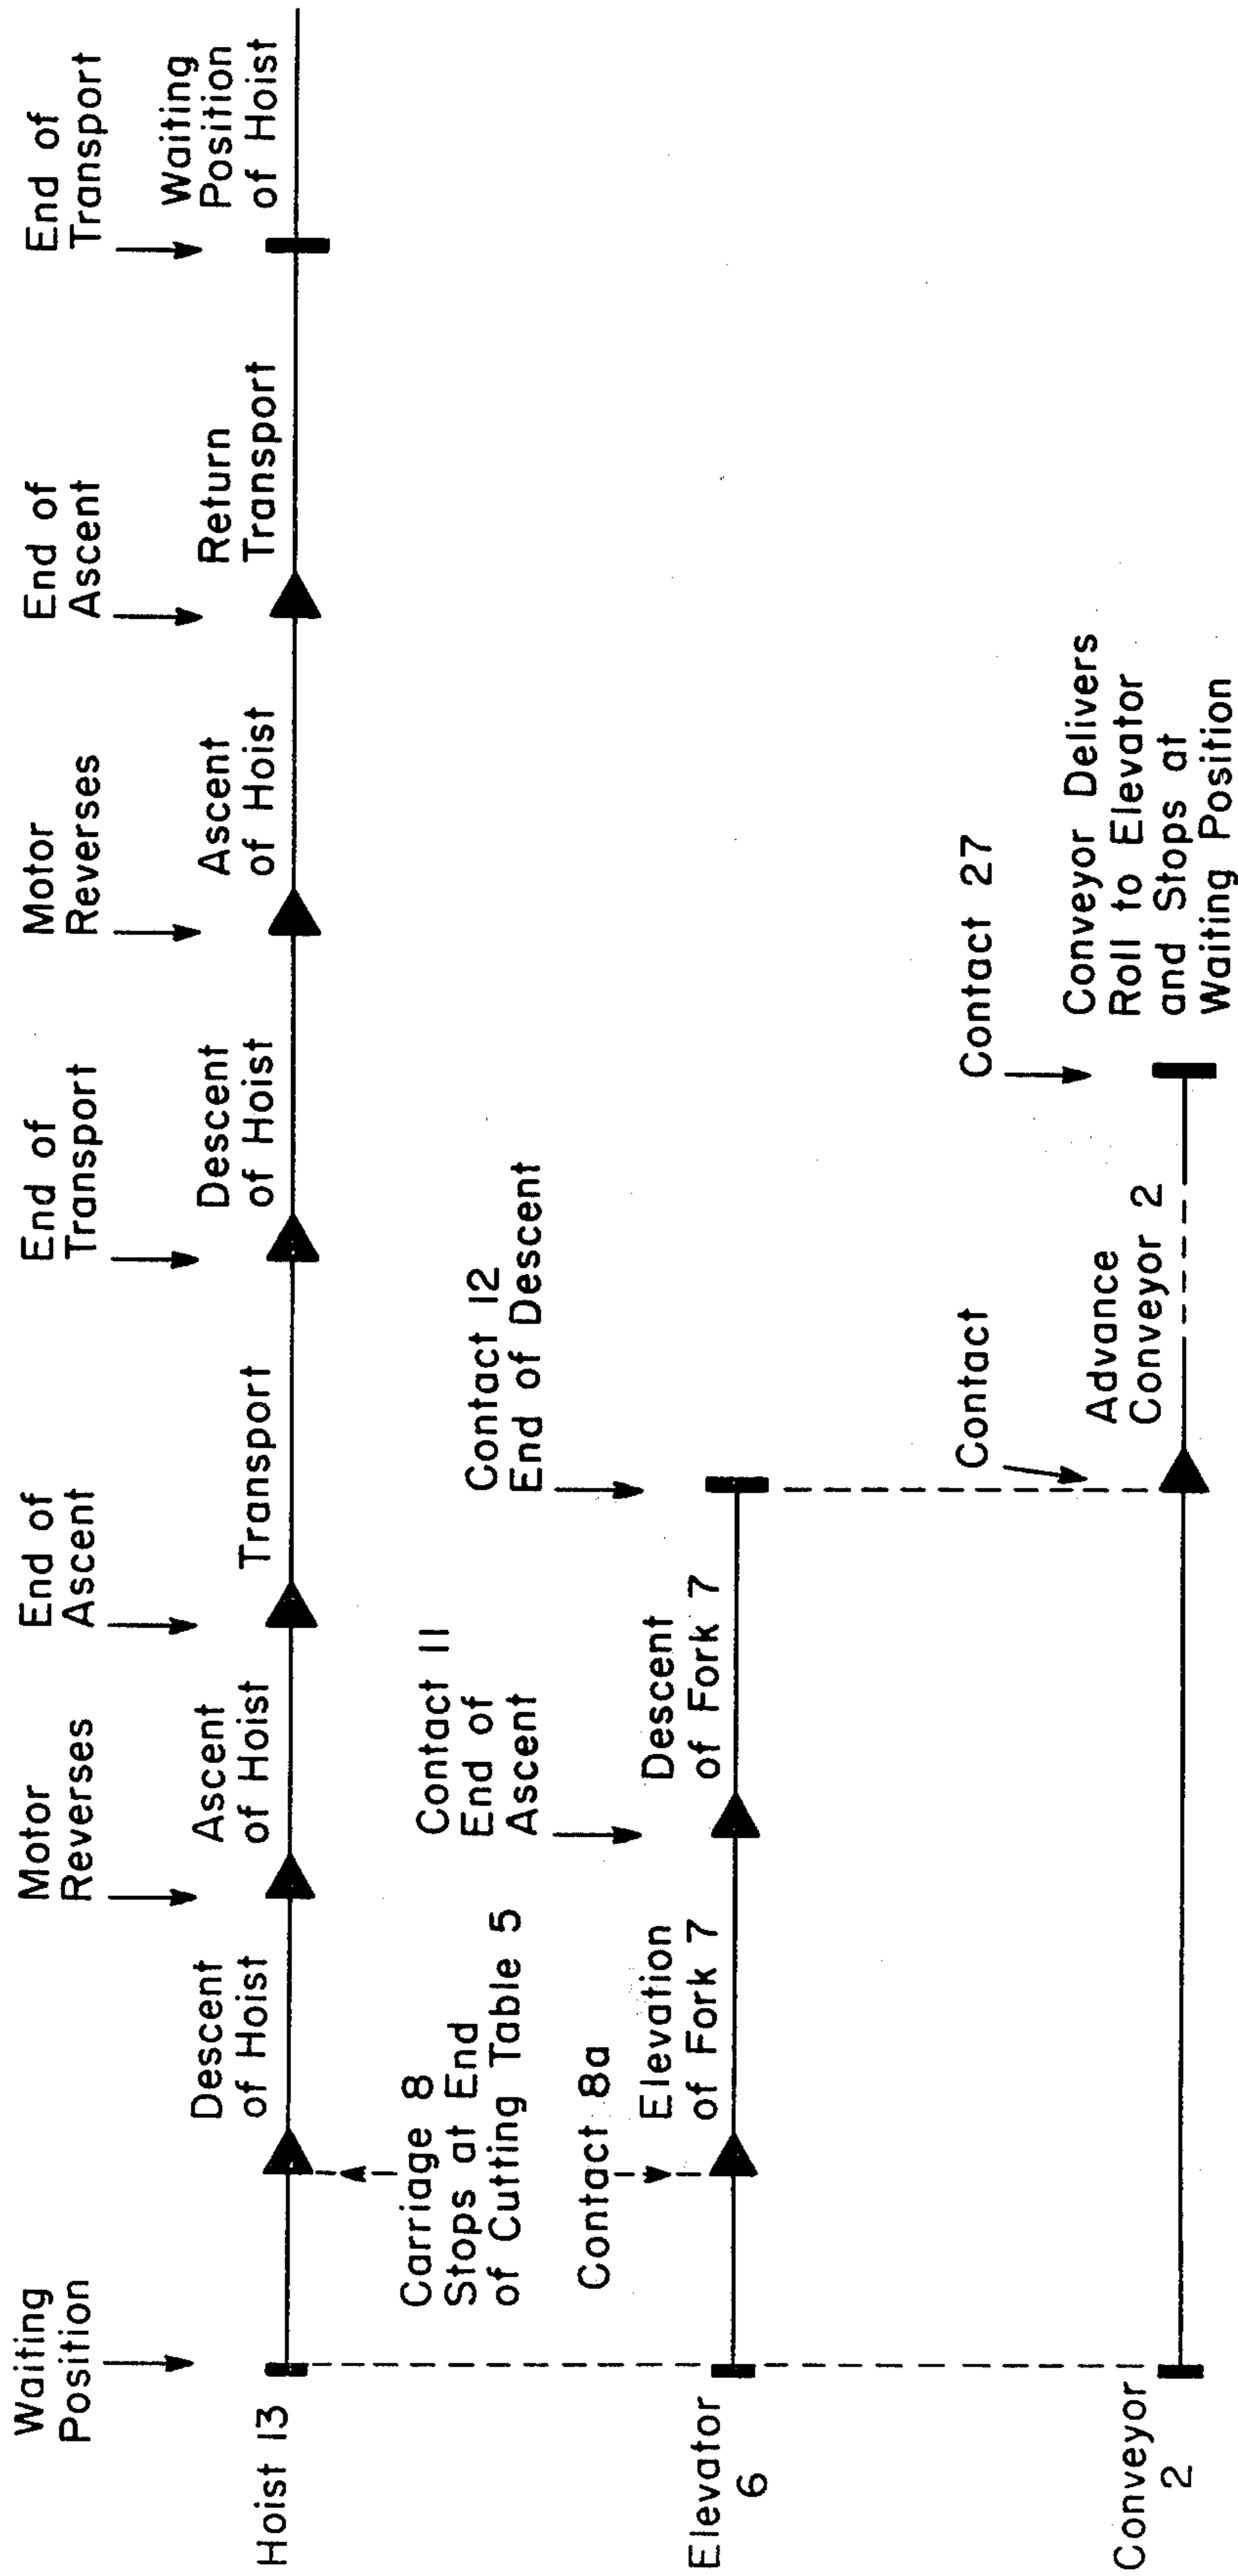 Waiting
Position
Motor
Reverses
End of
Ascent
End of
Transport
Motor
Reverses
End of
Ascent
End of
Transport
Hoist 13
Descent
of Hoist
Ascent
of Hoist
Transport
Descent
of Hoist
Ascent
of Hoist
Return
Transport
Waiting
Position
of Hoist
Carriage 8
Stops at End
of Cutting Table 5
Contact 8a
Contact 11
End of
Ascent
Contact 12
End of Descent
Elevator
6
Elevation
of Fork 7
Descent
of Fork 7
Contact
Contact 27
Conveyor
2
Advance
Conveyor 2
Conveyor Delivers
Roll to Elevator
and Stops at
Waiting Position